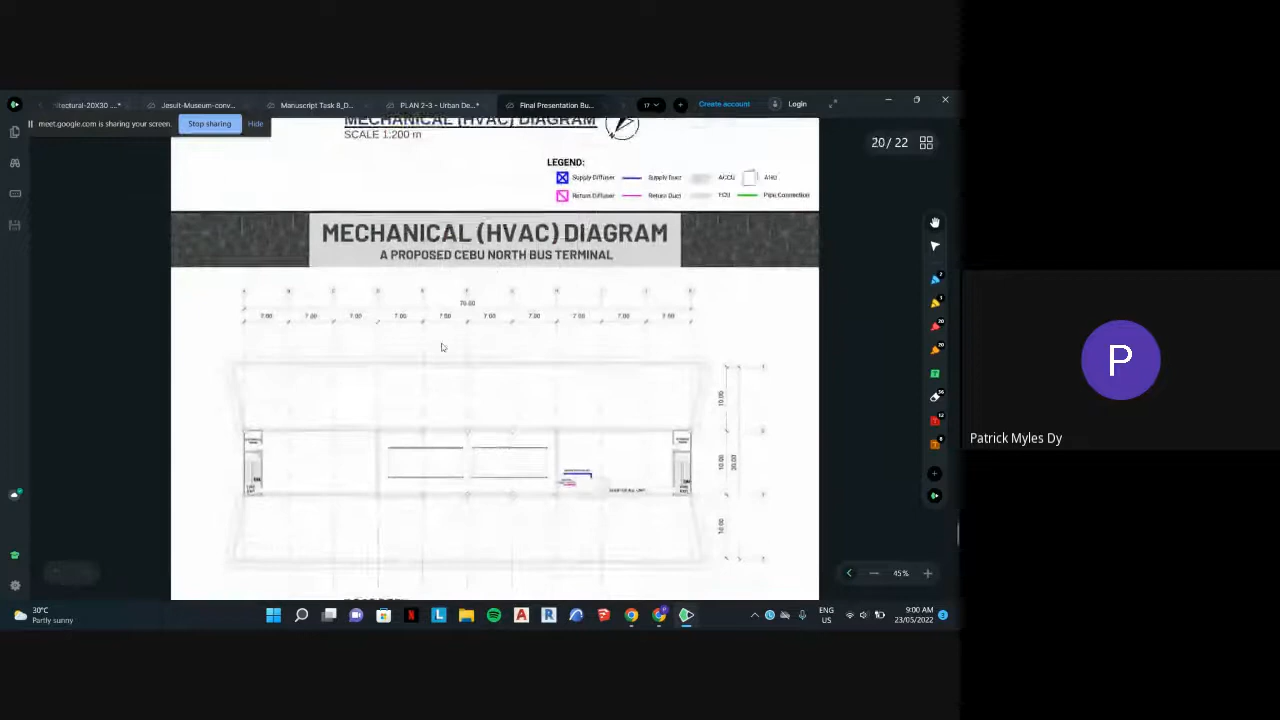 itectural-20X30 ...*
Jesuit-Museum-conv...
Manuscript Task 8_D...
PLAN 2-3 - Urban De...*
Final Presentation Bu...
17
Create account
Login
meet.google.com is sharing your screen.
Stop sharing
Hide
MECHANICAL (HVAC) DIAGRAM
SCALE 1:200 m
20 / 22
LEGEND:
Supply Diffuser
Supply Duct
ACCU
Return Diffuser
Return Duct
FCU
Pipe Connection
MECHANICAL (HVAC) DIAGRAM
A PROPOSED CEBU NORTH BUS TERMINAL
70.00
7.00 7.00 7.00 7.00 7.00 7.00 7.00 7.00 7.00 7.00
10.00
10.00
10.00
P
Patrick Myles Dy
45%
30°C
Partly sunny
ENG
US
9:00 AM
23/05/2022